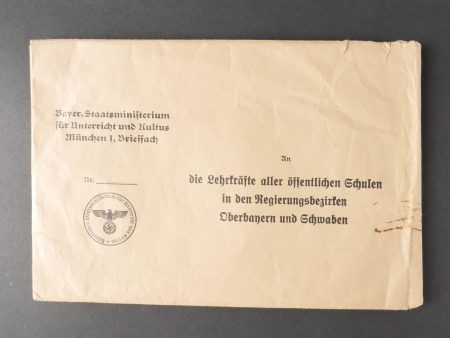 Bayer. Staatsministerium
für Unterricht und Kultus
München 1, Brieffach
Nr.
An
die Lehrkräfte aller öffentlichen Schulen
in den Regierungsbezirken
Oberbayern und Schwaben